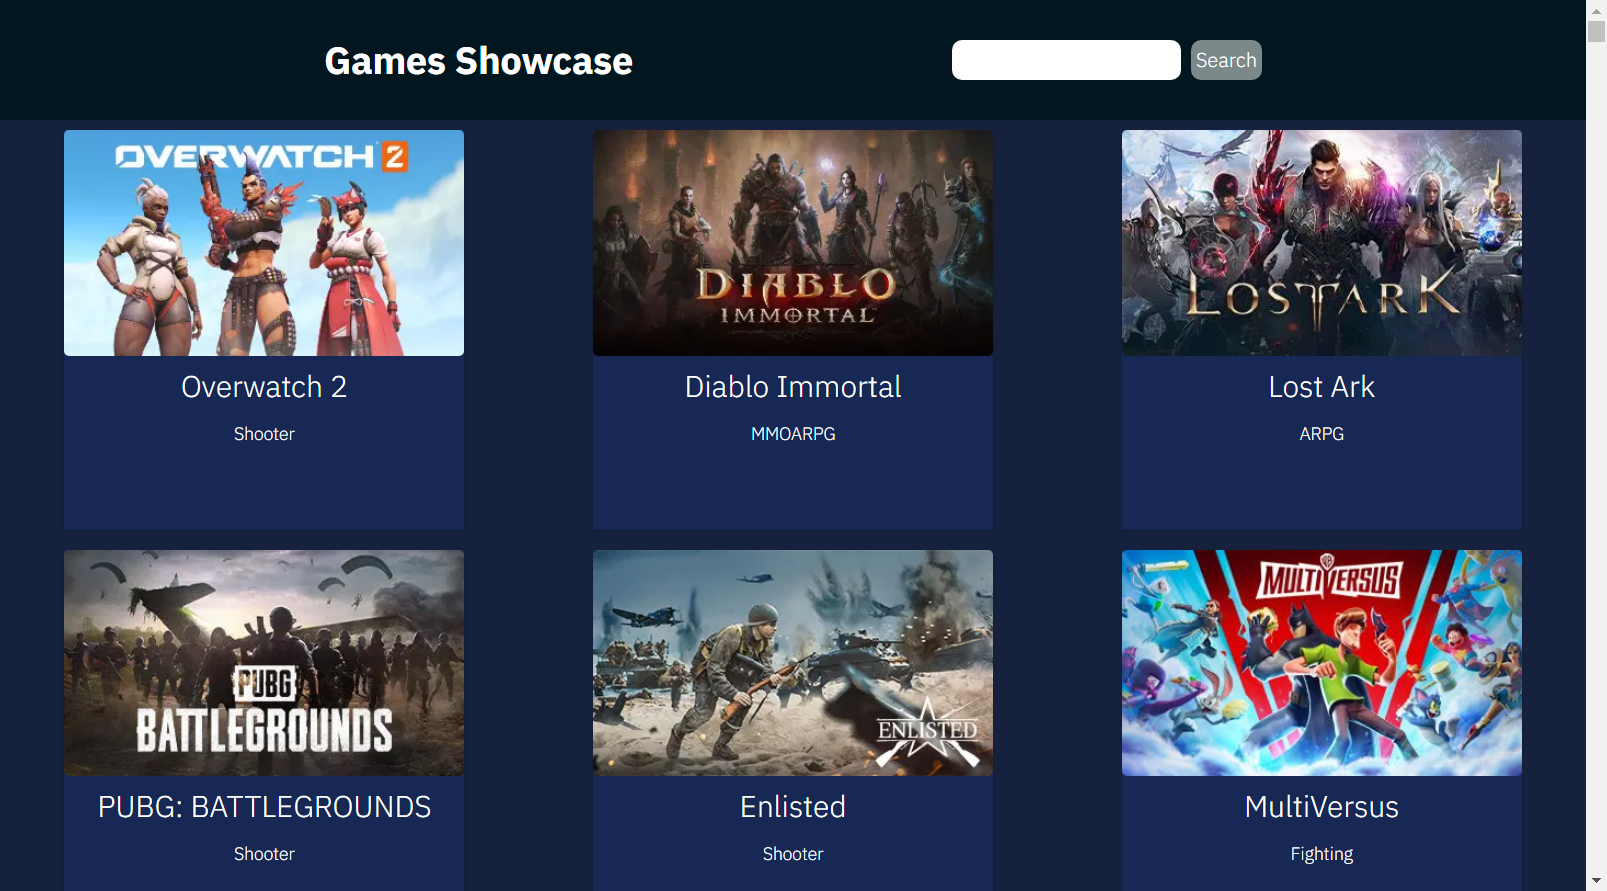 Games Showcase
Search
OVERWATCH 2
DIABLO
IMMORTAL
LOST ARK
Overwatch 2
Diablo Immortal
Lost Ark
Shooter
MMOARPG
ARPG
PUBG
BATTLEGROUNDS
ENLISTED
MULTIVERSUS
PUBG: BATTLEGROUNDS
Enlisted
MultiVersus
Shooter
Shooter
Fighting